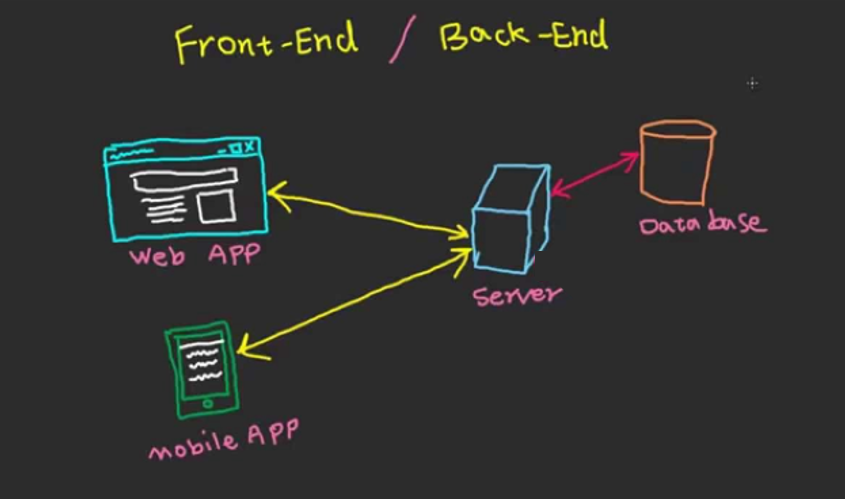 Front-End / Back-End
Web APP
Server
Database
mobile APP